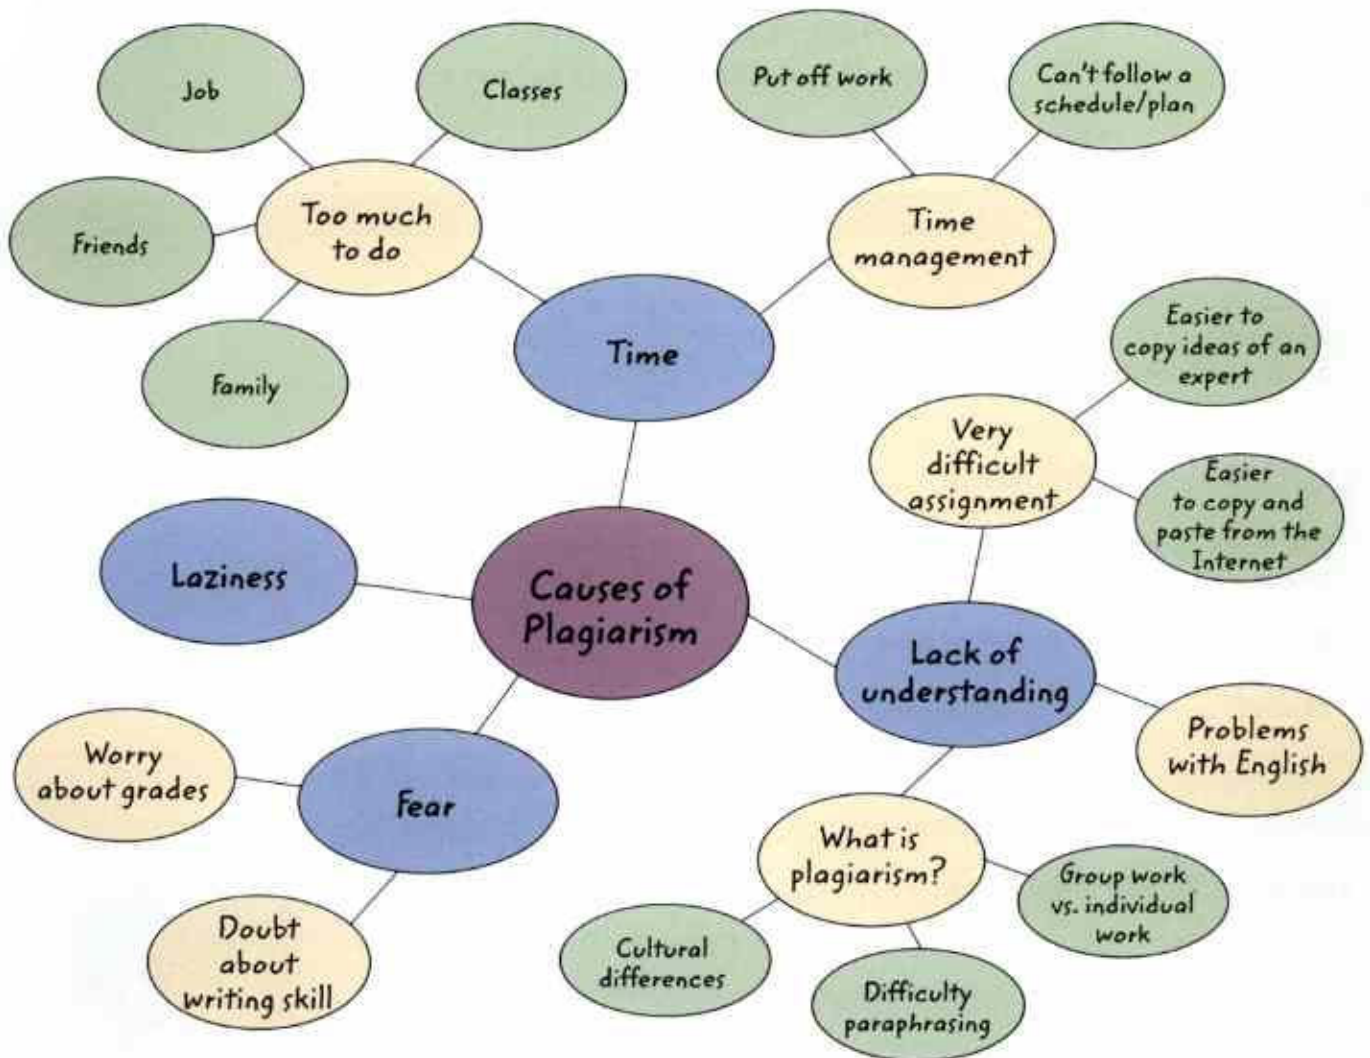 Job
Classes
Put off work
Can't follow a
schedule/plan
Friends
Too much
to do
Time
management
Family
Time
Easier to
copy ideas of an
expert
Very
difficult
assignment
Easier
to copy and
paste from the
Internet
Laziness
Causes of
Plagiarism
Lack of
understanding
Problems
with English
Worry
about grades
Fear
What is
plagiarism?
Group work
vs. individual
work
Doubt
about
writing skill
Cultural
differences
Difficulty
paraphrasing